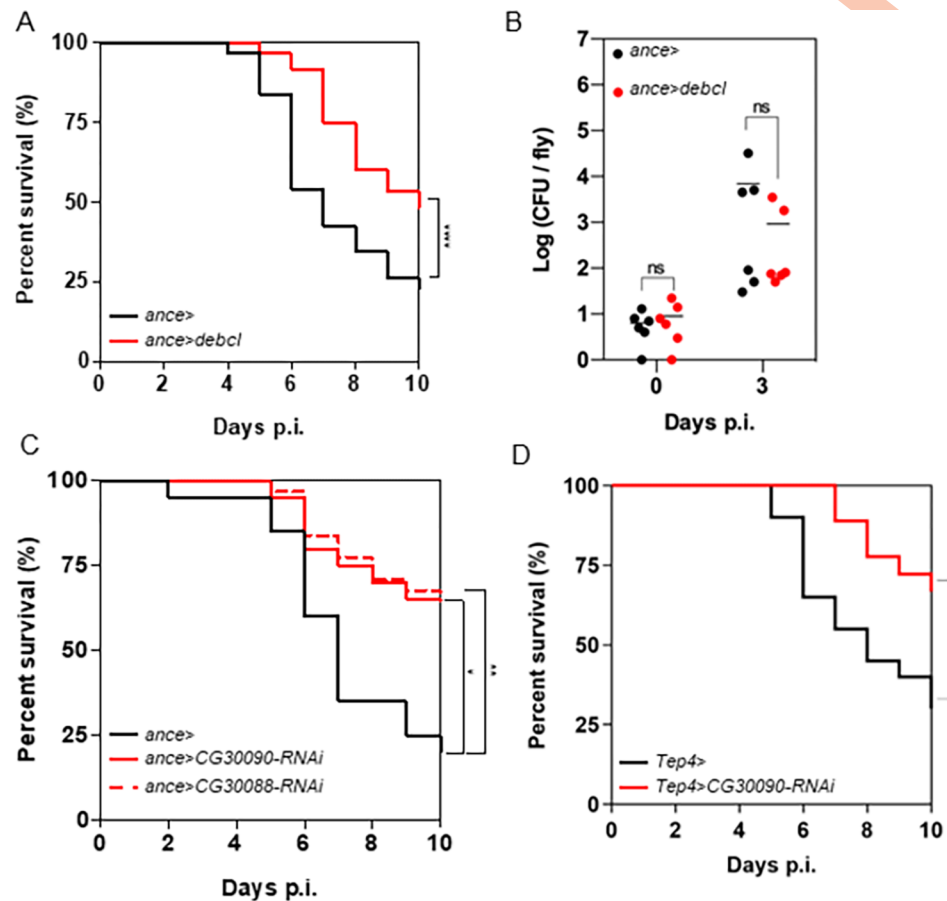 A
Percent survival (%)
100
75
50
25
0
ance>
ance>debcl
****
0 2 4 6 8 10
Days p.i.
B
Log (CFU / fly)
7
6
5
4
3
2
1
0
ance>
ance>debcl
ns
ns
0 3
Days p.i.
C
Percent survival (%)
100
75
50
25
0
ance>
ance>CG30090-RNAi
ance>CG30088-RNAi
*
**
0 2 4 6 8 10
Days p.i.
D
Percent survival (%)
100
75
50
25
0
Tep4>
Tep4>CG30090-RNAi
0 2 4 6 8 10
Days p.i.